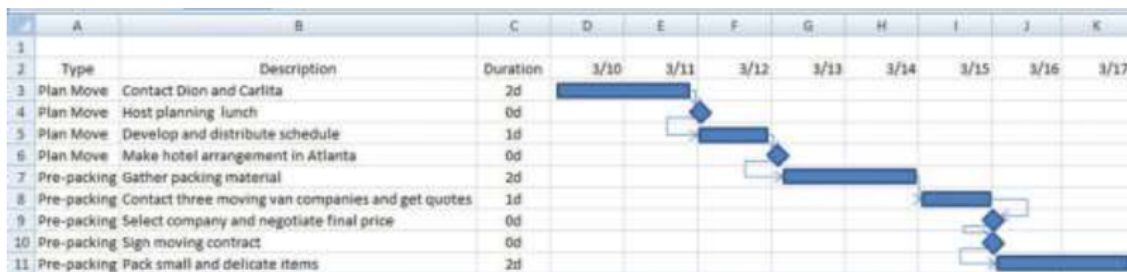 A B C D E F G H I J K
1
2 Type Description Duration 3/10 3/11 3/12 3/13 3/14 3/15 3/16 3/17
3 Plan Move Contact Dion and Carlita 2d
4 Plan Move Host planning lunch 0d
5 Plan Move Develop and distribute schedule 1d
6 Plan Move Make hotel arrangement in Atlanta 0d
7 Pre-packing Gather packing material 2d
8 Pre-packing Contact three moving van companies and get quotes 1d
9 Pre-packing Select company and negotiate final price 0d
10 Pre-packing Sign moving contract 0d
11 Pre-packing Pack small and delicate items 2d